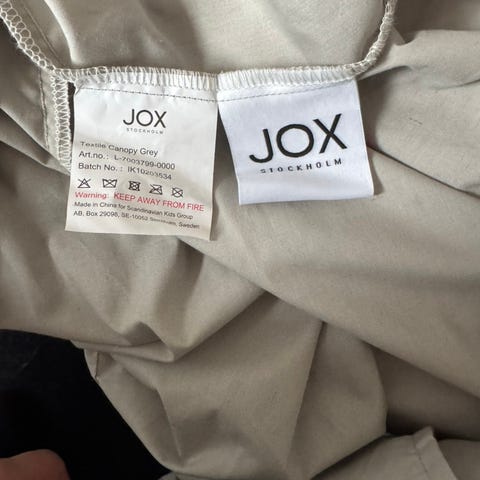 JOX
STOCKHOLM
Textile Canopy Grey
Art.no.: L-7003799-0000
Batch No.: IK10203534
Warning: KEEP AWAY FROM FIRE
Made in China for Scandinavian Kids Group
AB, Box 29098, SE-10052 Stockholm, Sweden
JOX
STOCKHOLM